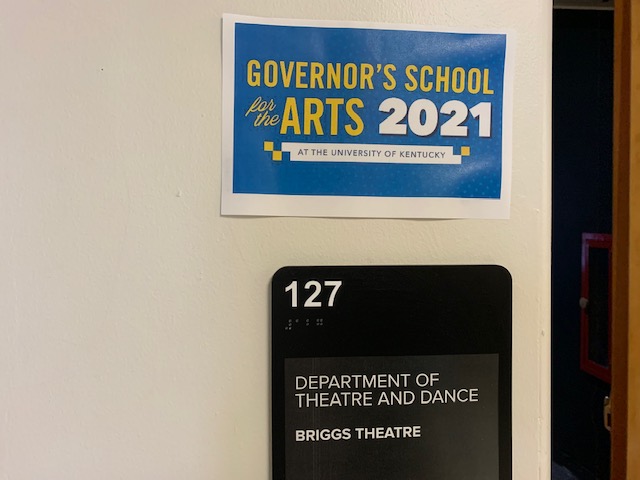 GOVERNOR'S SCHOOL
for the ARTS 2021
AT THE UNIVERSITY OF KENTUCKY
127
DEPARTMENT OF
THEATRE AND DANCE
BRIGGS THEATRE